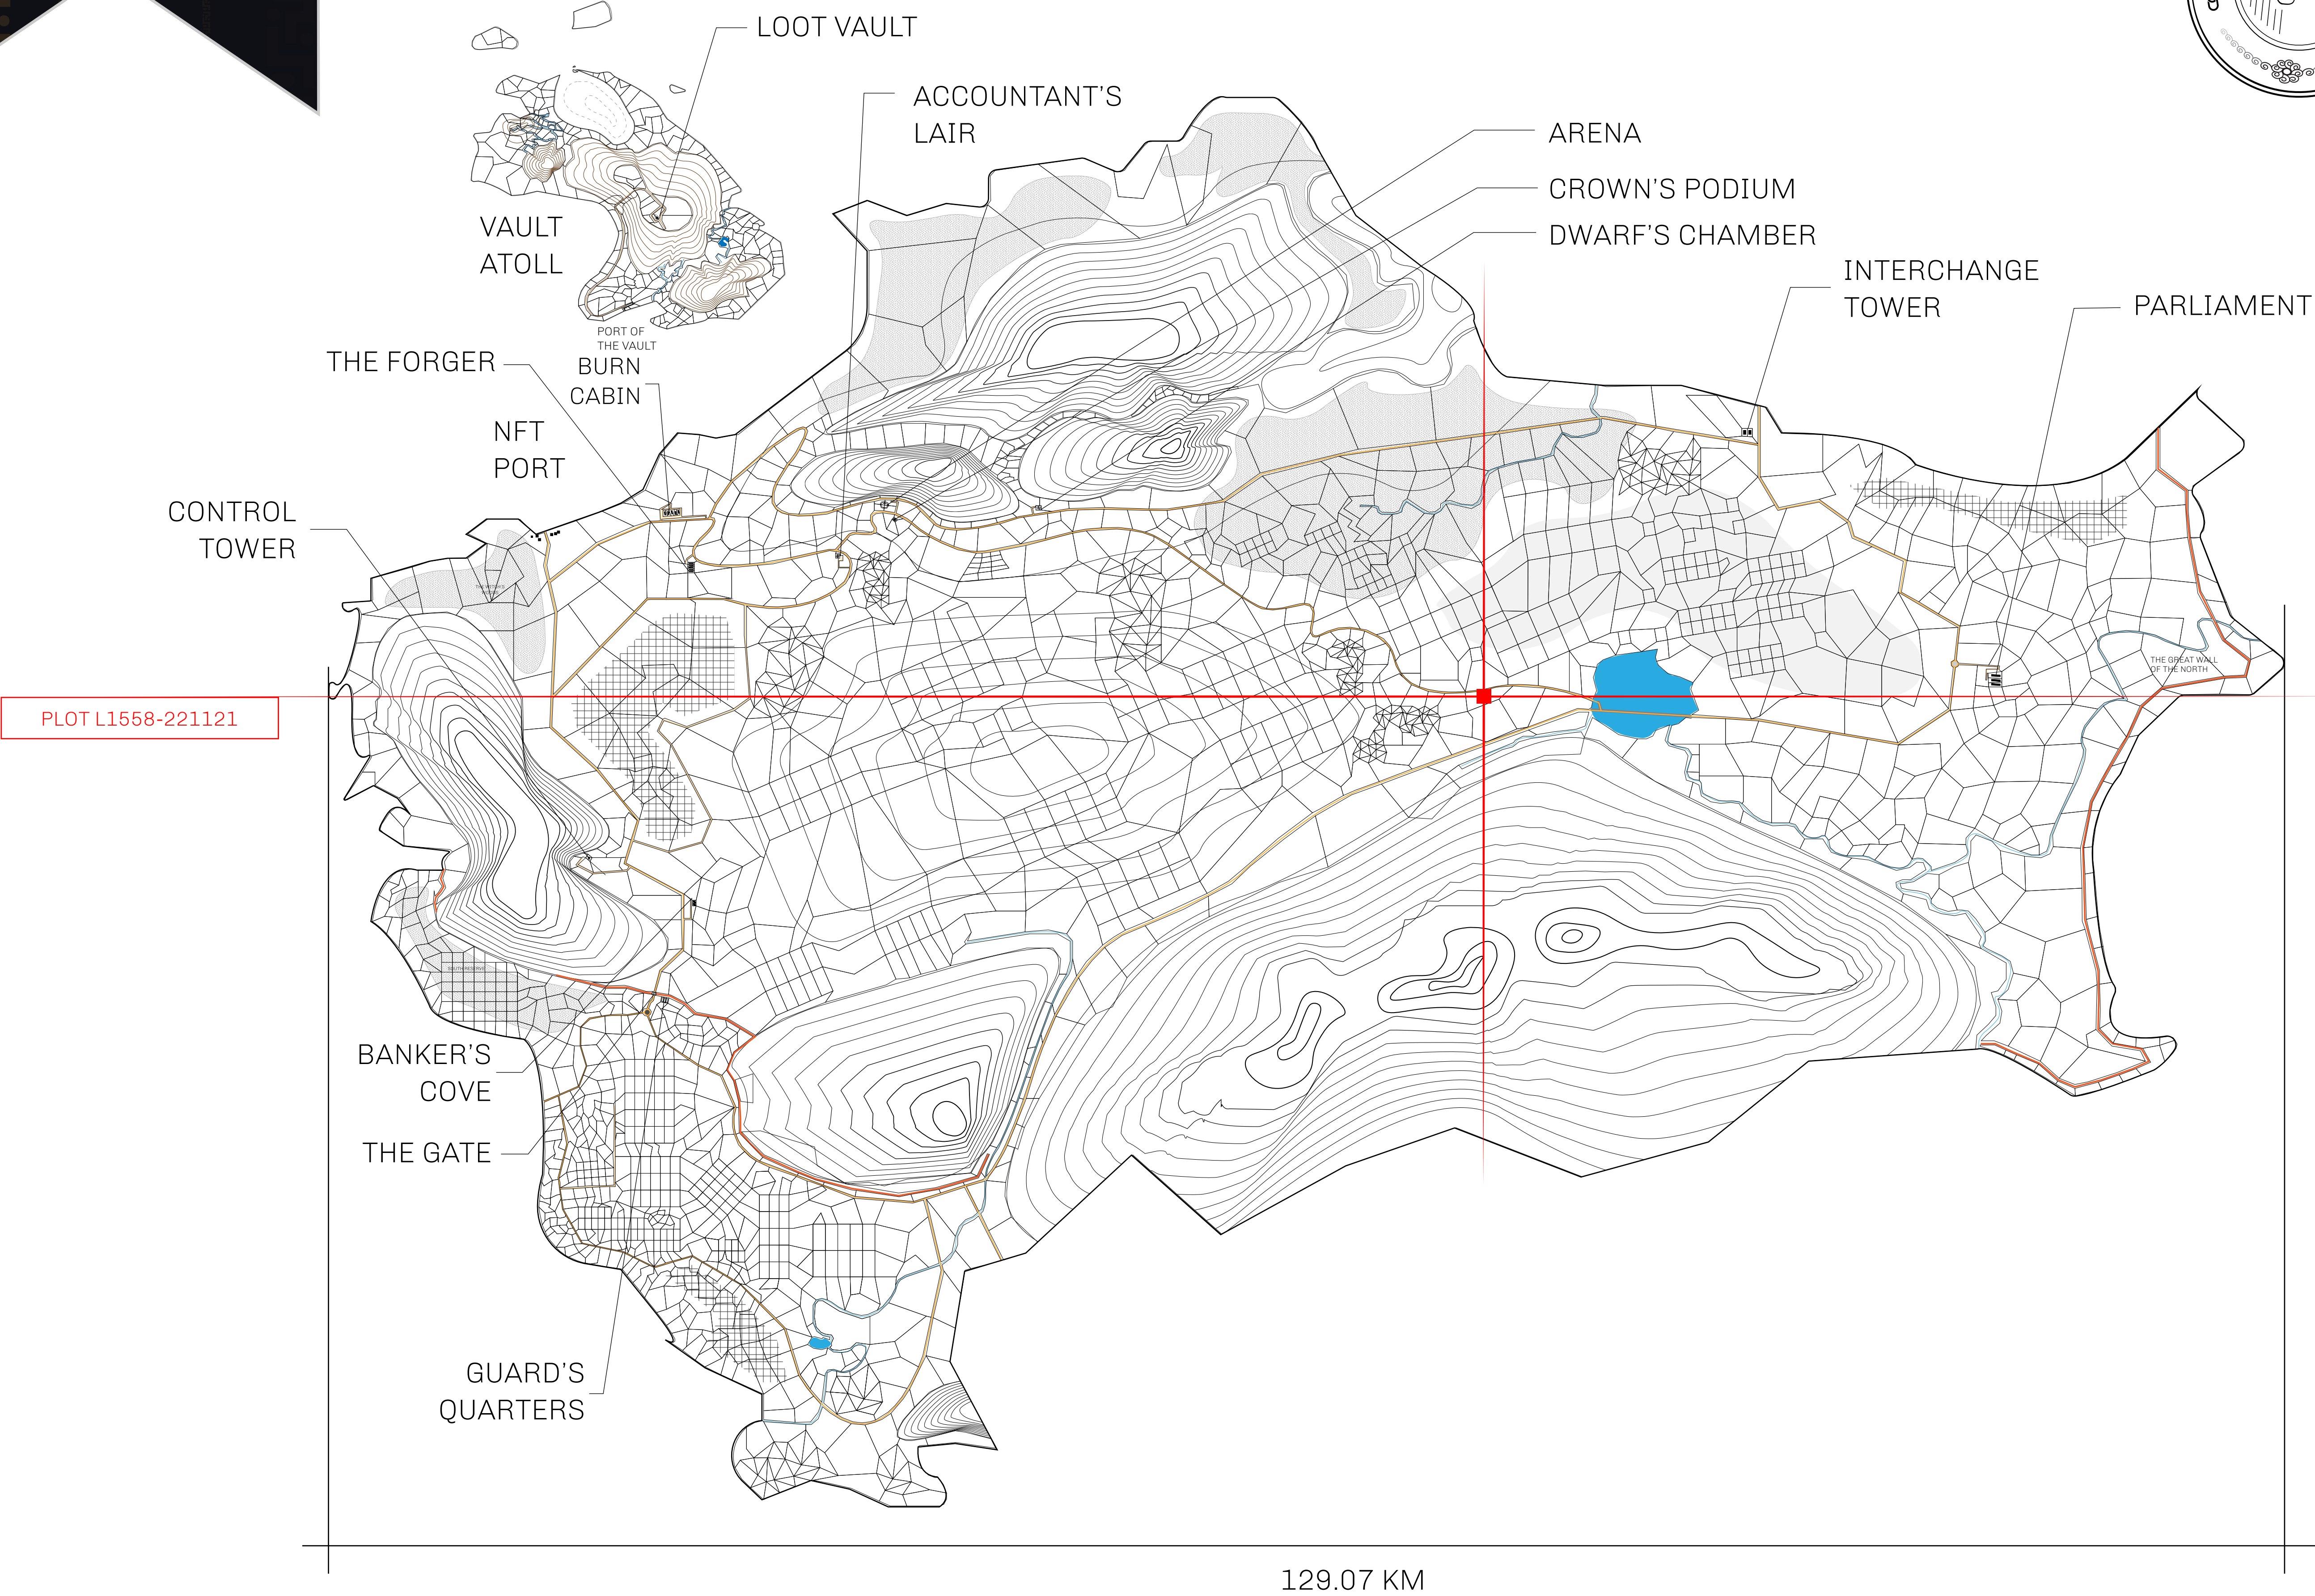 LOOT VAULT
ACCOUNTANT'S
LAIR
ARENA
CROWN'S PODIUM
DWARF'S CHAMBER
VAULT
ATOLL
INTERCHANGE
TOWER
PARLIAMENT
PORT OF
THE VAULT
THE FORGER
BURN
CABIN
NFT
PORT
CONTROL
TOWER
THE GREAT WALL
OF THE NORTH
PLOT L1558-221121
SOUTH RESERVE
BANKER'S
COVE
THE GATE
GUARD'S
QUARTERS
129.07 KM